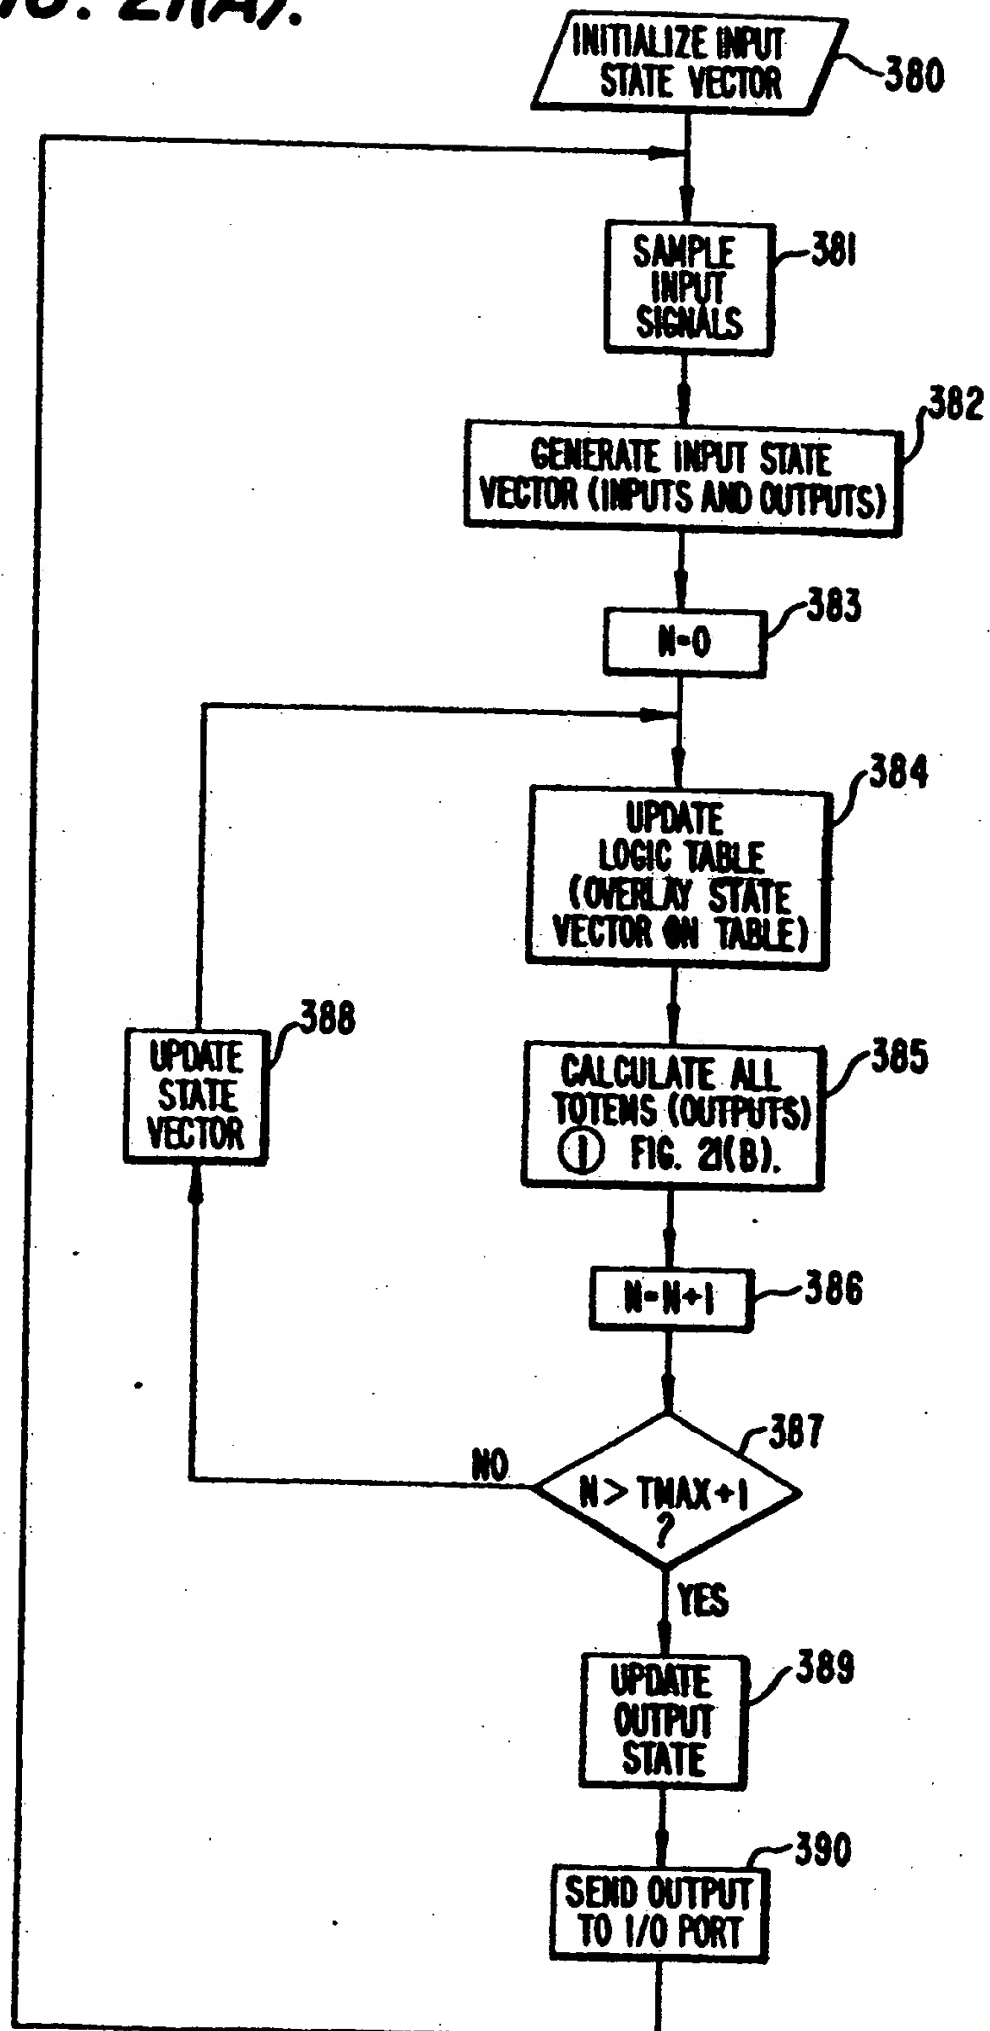 FIG. 21(A).
INITIALIZE INPUT
STATE VECTOR
380
SAMPLE
INPUT
SIGNALS
381
GENERATE INPUT STATE
VECTOR (INPUTS AND OUTPUTS)
382
N=0
383
UPDATE
LOGIC TABLE
(OVERLAY STATE
VECTOR ON TABLE)
384
CALCULATE ALL
TOTEMS (OUTPUTS)
1 FIG. 21(B).
385
N=N+1
386
N > TMAX+1
?
387
NO
YES
UPDATE
STATE
VECTOR
388
UPDATE
OUTPUT
STATE
389
SEND OUTPUT
TO I/O PORT
390